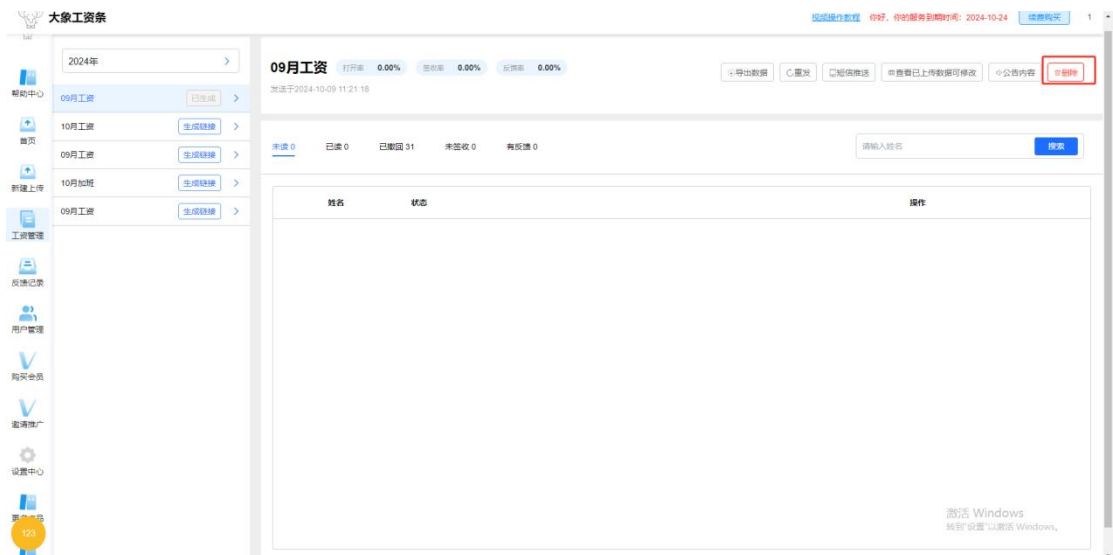 大象工资条
视频操作教程 你好，你的服务到期时间：2024-10-24 续费购买 1
帮助中心
首页
新建上传
工资管理
反馈记录
用户管理
购买会员
邀请推广
设置中心
123
2024年
09月工资 已生成
10月工资 生成链接
09月工资 生成链接
10月加班 生成链接
09月工资 生成链接
09月工资 打开率 0.00% 签收率 0.00% 反馈率 0.00%
发送于2024-10-09 11:21:18
导出数据 重发 短信推送 查看已上传数据可修改 公告内容 删除
未读 0 已读 0 已撤回 31 未签收 0 有反馈 0
请输入姓名 搜索
姓名 状态 操作
激活 Windows
转到"设置"以激活 Windows。